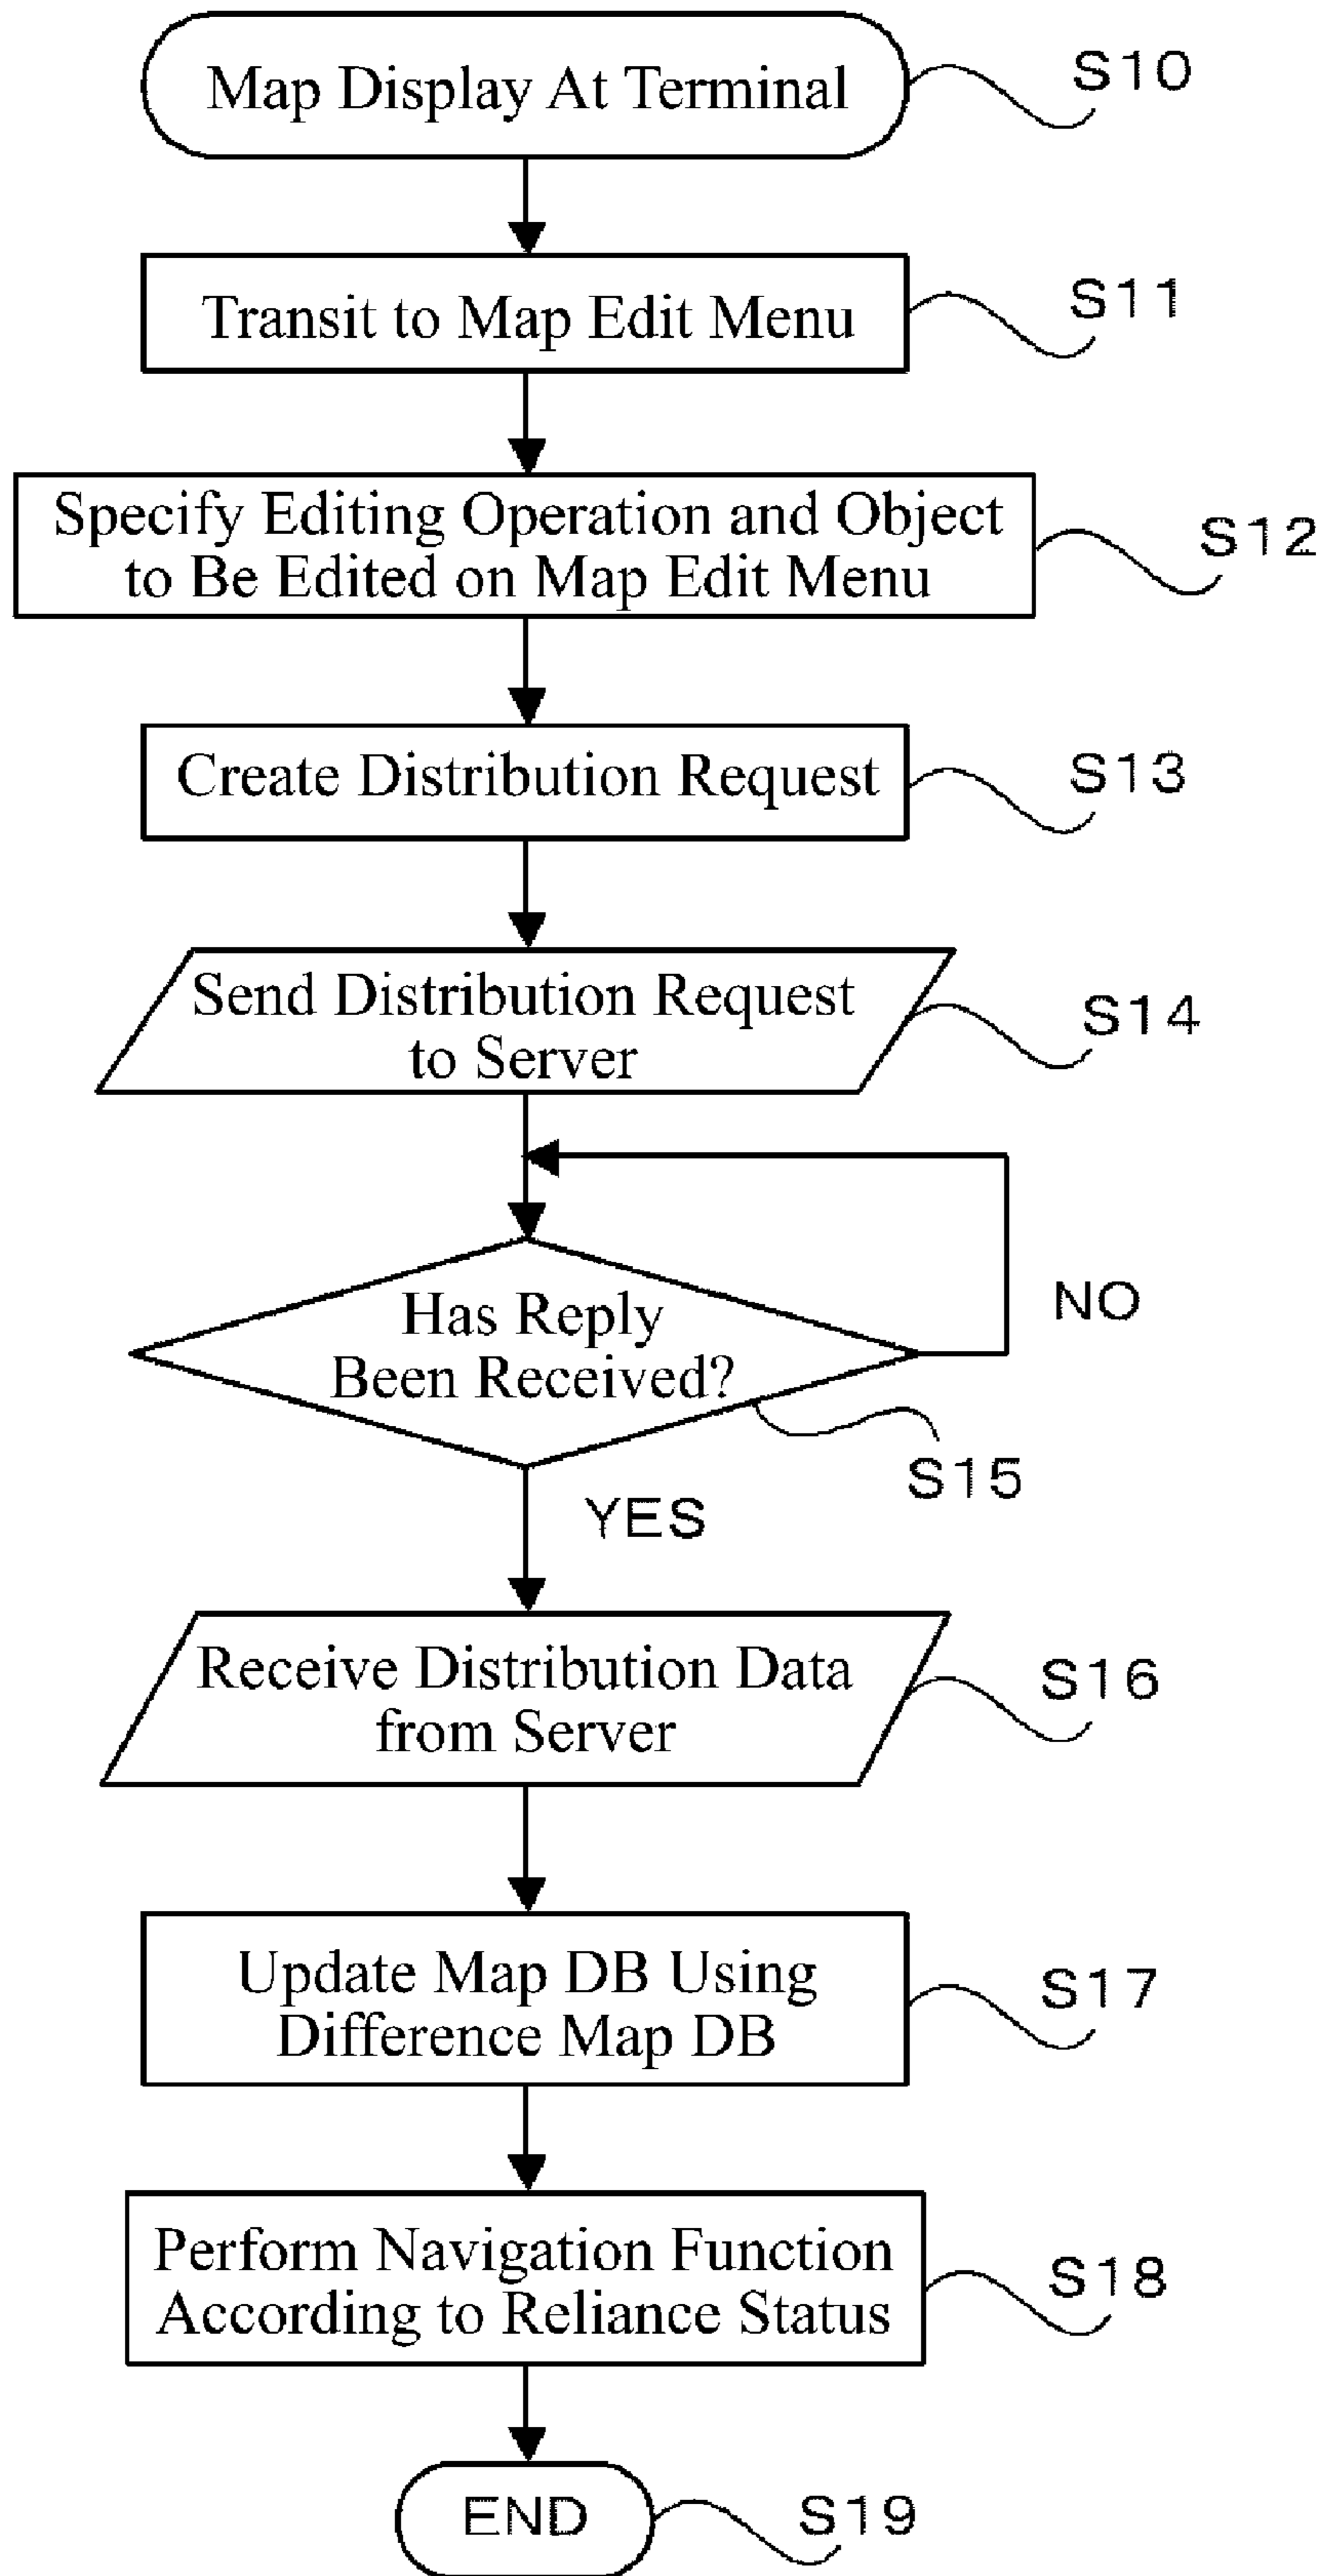 Map Display At Terminal
S10
Transit to Map Edit Menu
S11
Specify Editing Operation and Object
to Be Edited on Map Edit Menu
S12
Create Distribution Request
S13
Send Distribution Request
to Server
S14
Has Reply
Been Received?
NO
S15
YES
Receive Distribution Data
from Server
S16
Update Map DB Using
Difference Map DB
S17
Perform Navigation Function
According to Reliance Status
S18
END
S19